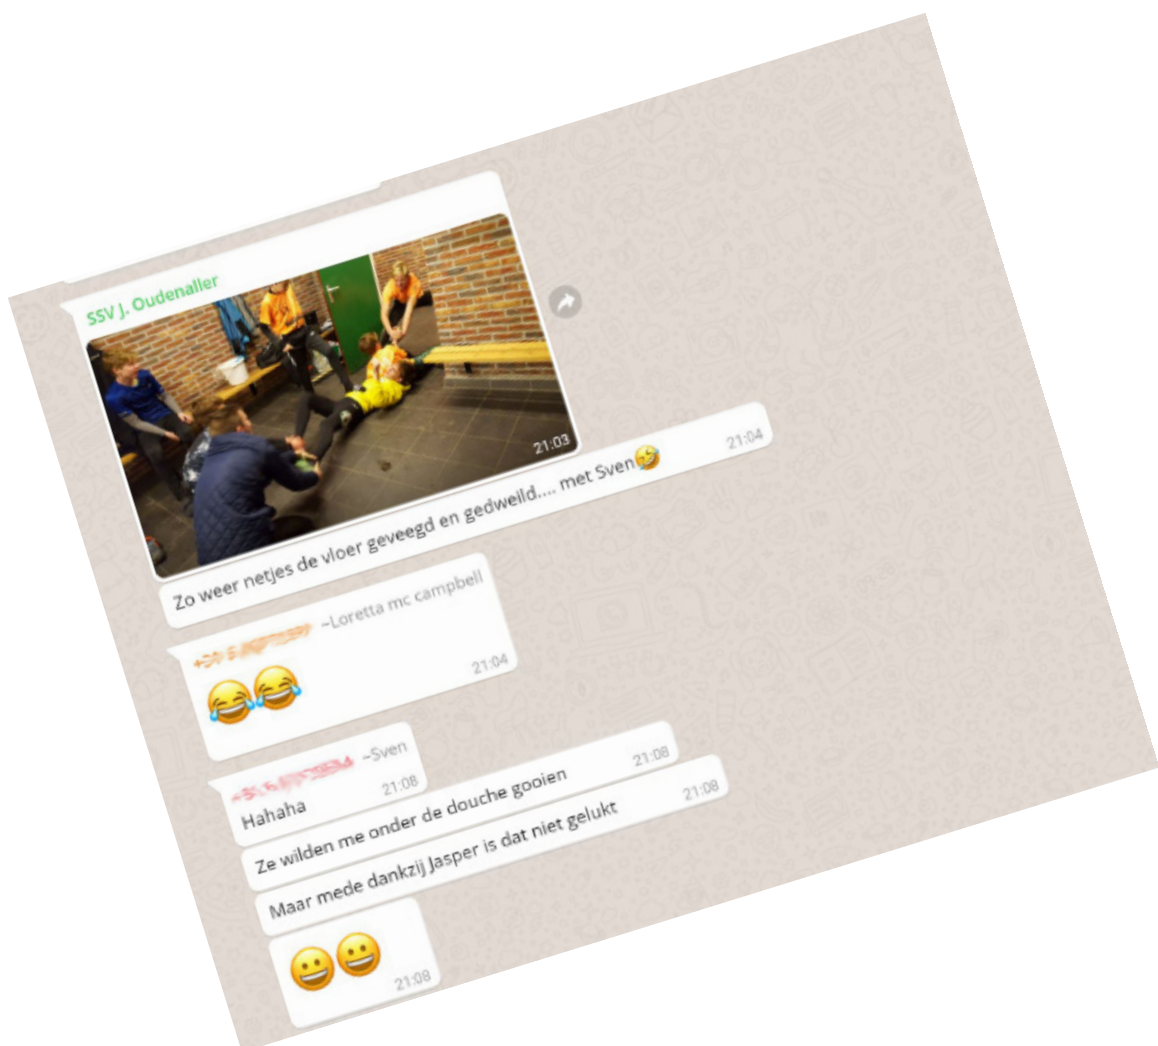 SSV J. Oudenaller
21:03
Zo weer netjes de vloer geveegd en gedweild.... met Sven🤣 21:04
~Loretta mc campbell
😂😂
21:04
~Sven
Hahaha 21:08
Ze wilden me onder de douche gooien 21:08
Maar mede dankzij Jasper is dat niet gelukt 21:08
😀😀
21:08